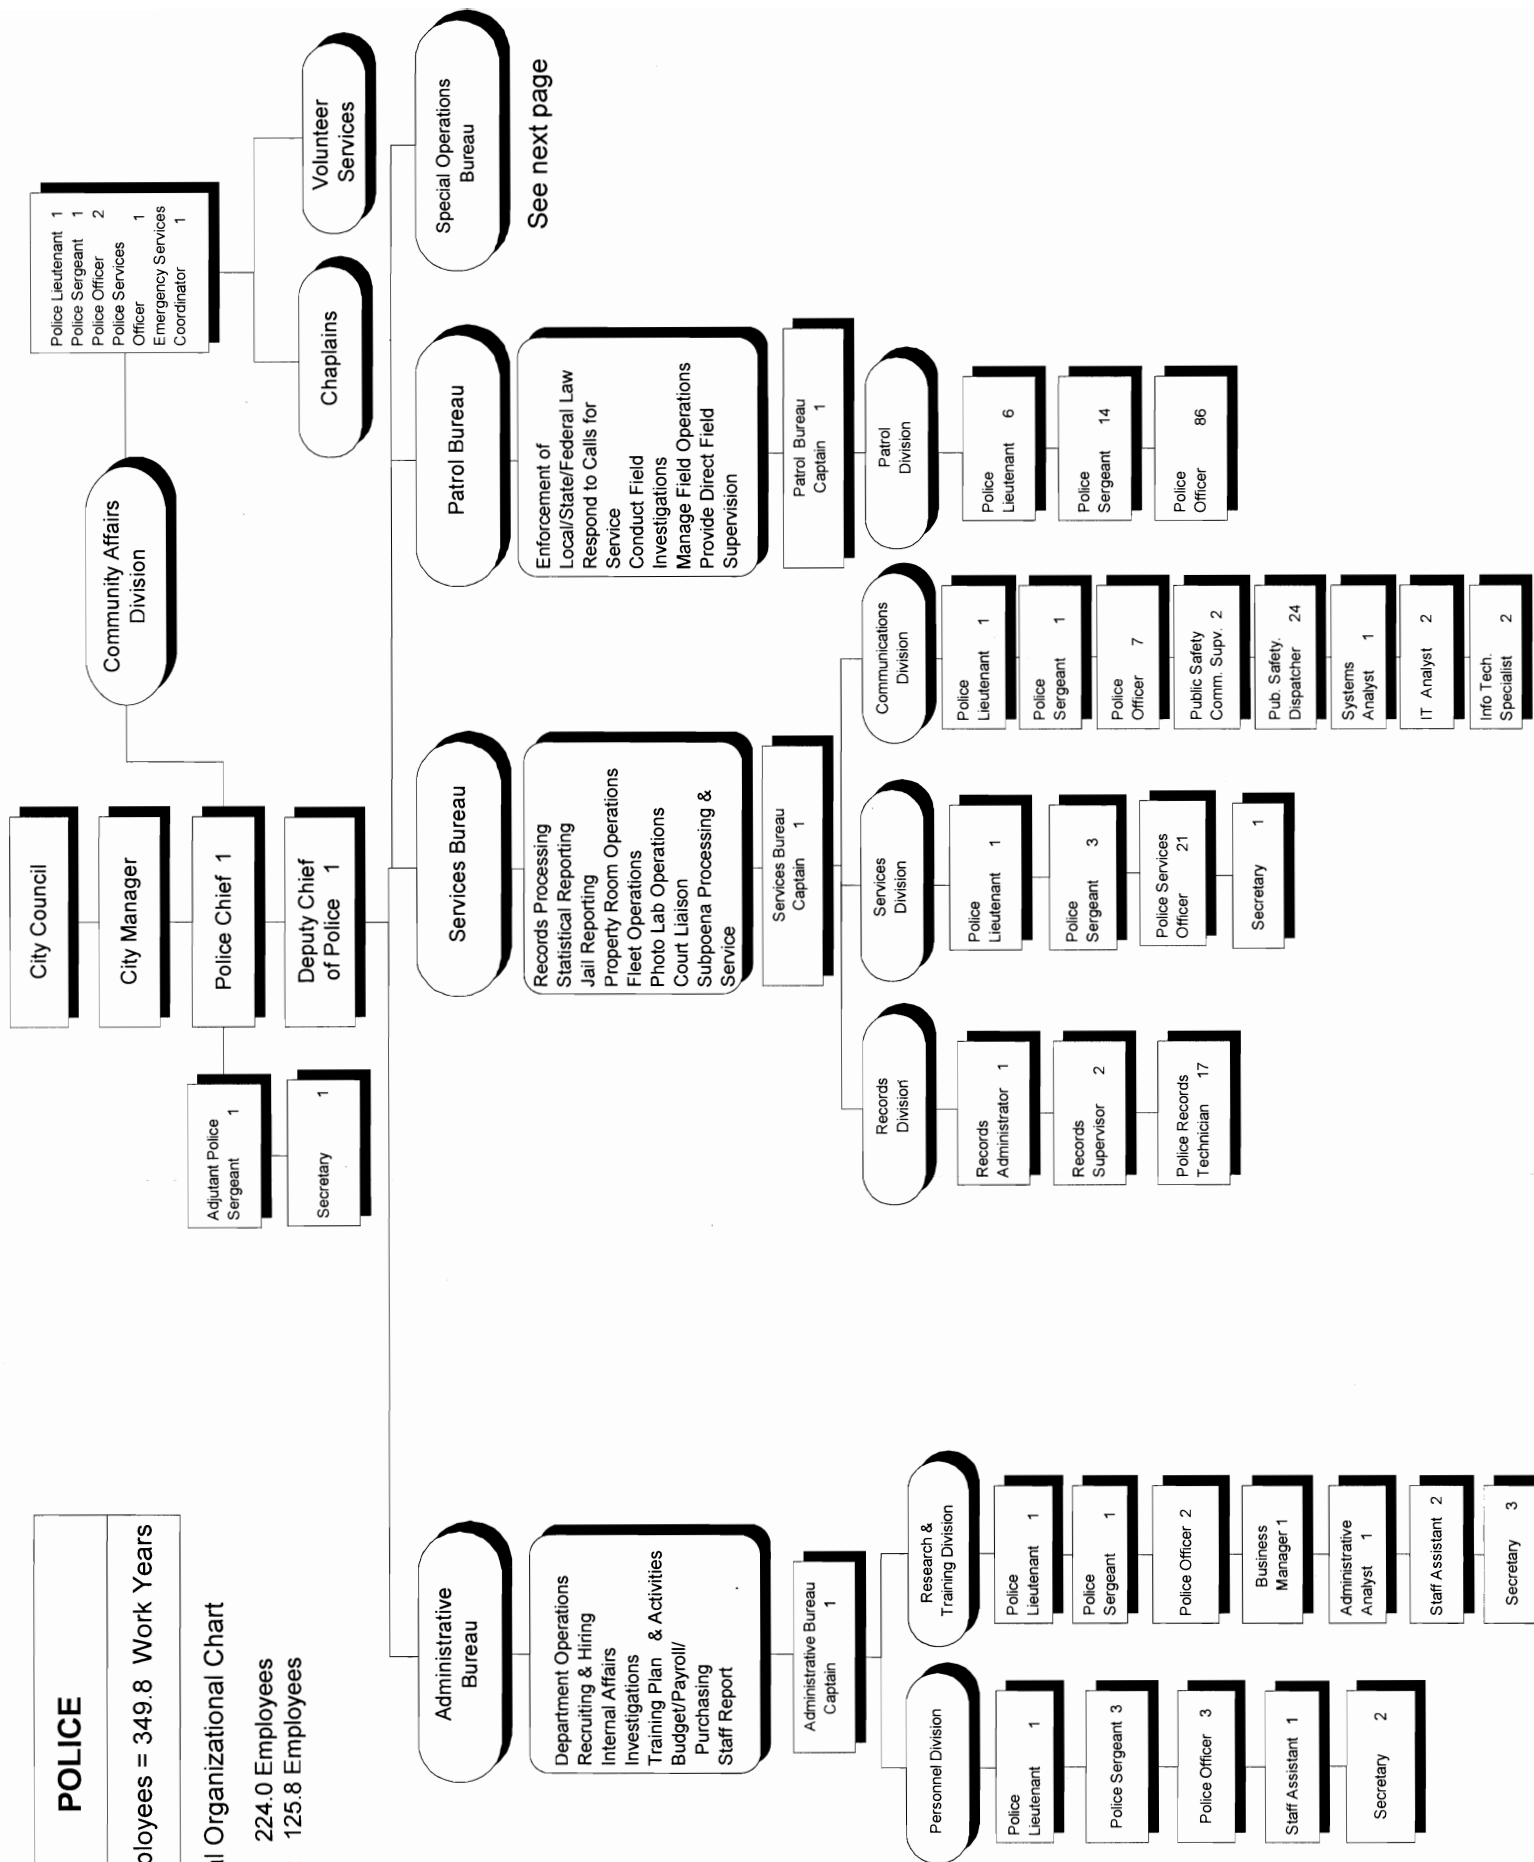 POLICE
= 349.8 Work Years
Organizational Chart
224.0 Employees
125.8 Employees
City Council
City Manager
Police Chief 1
Deputy Chief
of Police 1
Adjutant Police
Sergeant 1
Secretary 1
Community Affairs
Division
Police Lieutenant 1
Police Sergeant 1
Police Officer 2
Police Services
Officer 1
Emergency Services
Coordinator 1
Chaplains
Volunteer
Services
Administrative
Bureau
Department Operations
Recruiting & Hiring
Internal Affairs
Investigations
Training Plan & Activities
Budget/Payroll/
Purchasing
Staff Report
Administrative Bureau
Captain 1
Personnel Division
Police
Lieutenant 1
Police Sergeant 3
Police Officer 3
Staff Assistant 1
Secretary 2
Research &
Training Division
Police
Lieutenant 1
Police
Sergeant 1
Police Officer 2
Business
Manager 1
Administrative
Analyst 1
Staff Assistant 2
Secretary 3
Services Bureau
Records Processing
Statistical Reporting
Jail Reporting
Property Room Operations
Fleet Operations
Photo Lab Operations
Court Liaison
Subpoena Processing &
Service
Services Bureau
Captain 1
Records
Division
Records
Administrator 1
Records
Supervisor 2
Police Records
Technician 17
Services
Division
Police
Lieutenant 1
Police
Sergeant 3
Police Services
Officer 21
Secretary 1
Communications
Division
Police
Lieutenant 1
Police
Sergeant 1
Police
Officer 7
Public Safety
Comm. Supv. 2
Pub. Safety.
Dispatcher 24
Systems
Analyst 1
IT Analyst 2
Info Tech.
Specialist 2
Patrol Bureau
Enforcement of
Local/State/Federal Law
Respond to Calls for
Service
Conduct Field
Investigations
Manage Field Operations
Provide Direct Field
Supervision
Patrol Bureau
Captain 1
Patrol
Division
Police
Lieutenant 6
Police
Sergeant 14
Police
Officer 86
Special Operations
Bureau
See next page